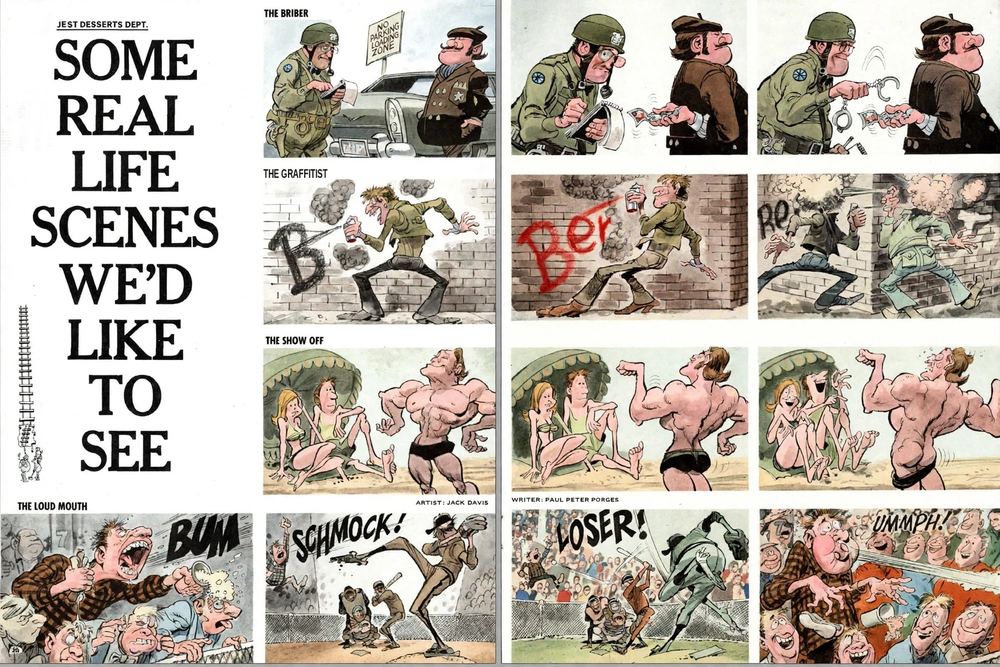 JEST DESSERTS DEPT.
SOME
REAL
LIFE
SCENES
WE'D
LIKE
TO
SEE
THE BRIBER
NO
PARKING
LOADING
ZONE
THE GRAFFITIST
B
Ber
RO
THE SHOW OFF
ARTIST: JACK DAVIS
WRITER: PAUL PETER PORGES
THE LOUD MOUTH
BUM
SCHMOCK!
LOSER!
UMMPH!